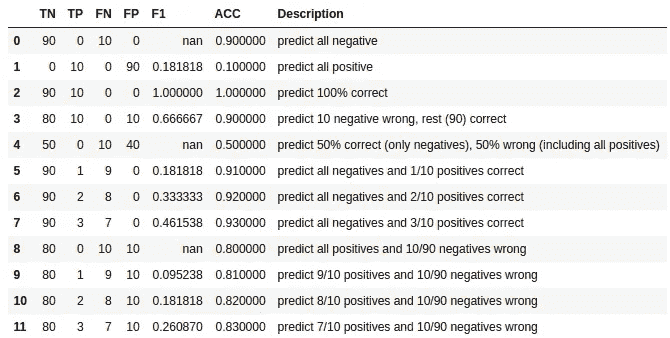 TN TP FN FP F1 ACC Description
0 90 0 10 0 nan 0.900000 predict all negative
1 0 10 0 90 0.181818 0.100000 predict all positive
2 90 10 0 0 1.000000 1.000000 predict 100% correct
3 80 10 0 10 0.666667 0.900000 predict 10 negative wrong, rest (90) correct
4 50 0 10 40 nan 0.500000 predict 50% correct (only negatives), 50% wrong (including all positives)
5 90 1 9 0 0.181818 0.910000 predict all negatives and 1/10 positives correct
6 90 2 8 0 0.333333 0.920000 predict all negatives and 2/10 positives correct
7 90 3 7 0 0.461538 0.930000 predict all negatives and 3/10 positives correct
8 80 0 10 10 nan 0.800000 predict all positives and 10/90 negatives wrong
9 80 1 9 10 0.095238 0.810000 predict 9/10 positives and 10/90 negatives wrong
10 80 2 8 10 0.181818 0.820000 predict 8/10 positives and 10/90 negatives wrong
11 80 3 7 10 0.260870 0.830000 predict 7/10 positives and 10/90 negatives wrong